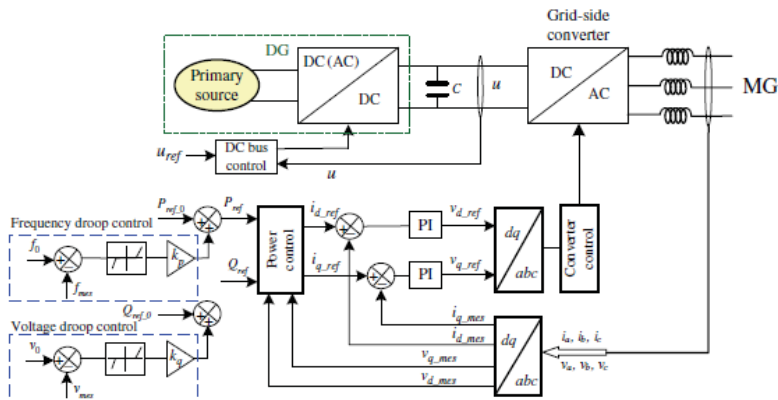 Grid-side
converter
DG
Primary
source
DC (AC)
DC
C
u
DC
AC
MG
u_ref
DC bus
control
u
P_ref_0
P_ref
Frequency droop control
f_0
k_p
f_mes
Q_ref
Power
control
i_d_ref
i_q_ref
PI
PI
v_d_ref
v_q_ref
dq
abc
Converter
control
Q_ref_0
Voltage droop control
v_0
k_q
v_mes
i_q_mes
i_d_mes
v_q_mes
v_d_mes
dq
abc
i_a, i_b, i_c
v_a, v_b, v_c